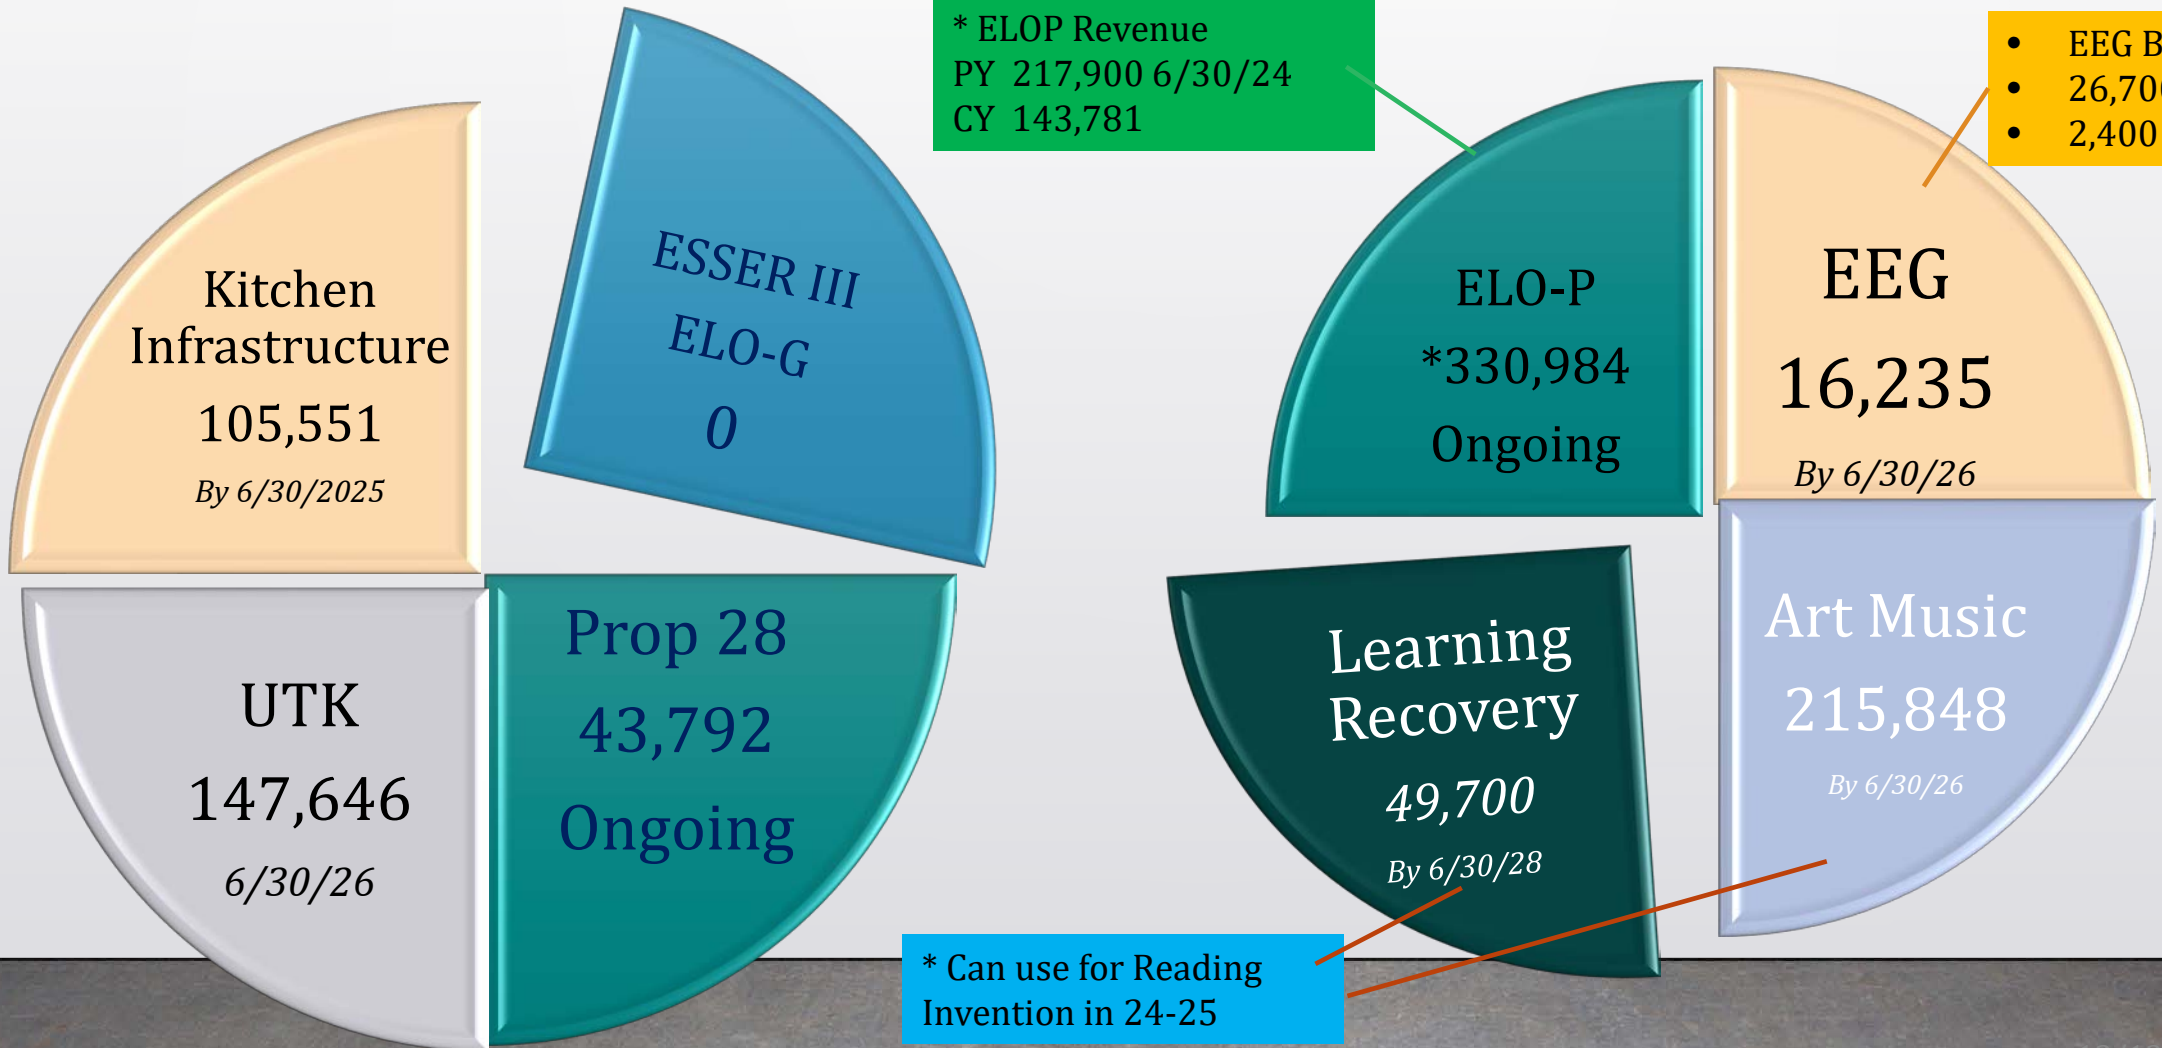 * ELOP Revenue
PY 217,900 6/30/24
CY 143,781
• EEG
• 
• 2,400
Kitchen
Infrastructure
105,551
By 6/30/2025
ESSER III
ELO-G
0
ELO-P
*330,984
Ongoing
EEG
16,235
By 6/30/26
UTK
147,646
6/30/26
Prop 28
43,792
Ongoing
Learning
Recovery
49,700
By 6/30/28
Art Music
215,848
By 6/30/26
* Can use for Reading
Invention in 24-25